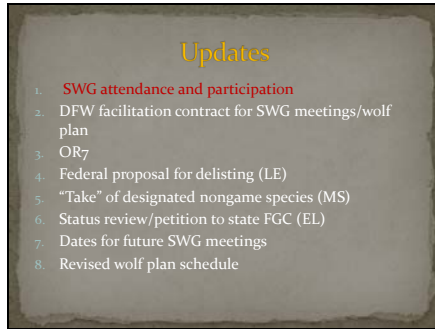 Updates
1. SWG attendance and participation
2. DFW facilitation contract for SWG meetings/wolf
plan
3. OR7
4. Federal proposal for delisting (LE)
5. “Take” of designated nongame species (MS)
6. Status review/petition to state FGC (EL)
7. Dates for future SWG meetings
8. Revised wolf plan schedule